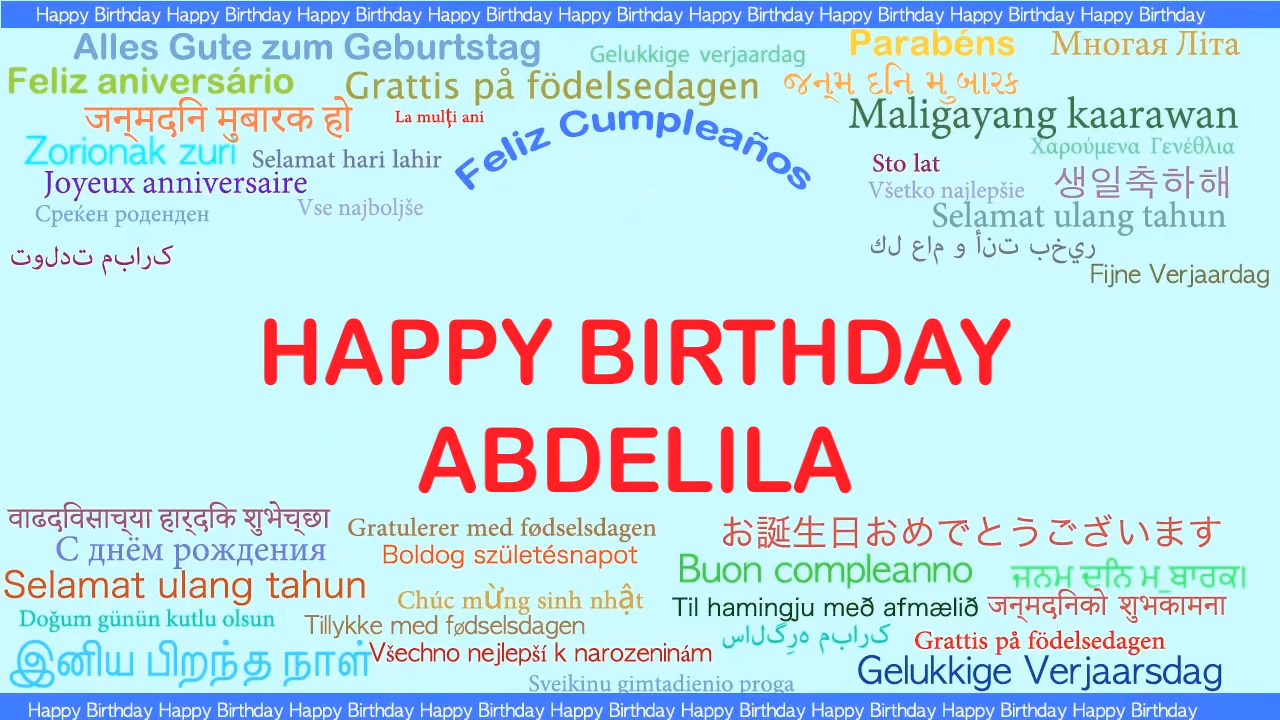 Happy Birthday Happy Birthday Happy Birthday Happy Birthday Happy Birthday Happy Birthday Happy Birthday Happy Birthday Happy Birthday
Alles Gute zum Geburtstag
Gelukkige verjaardag
Parabéns
Многая Літа
Feliz aniversário
Grattis på födelsedagen
જન્મ દિન મુબારક
जन्मदिन मुबारक हो
La mulţi ani
Feliz Cumpleaños
Maligayang kaarawan
Zorionak zuri
Selamat hari lahir
Χαρούμενα Γενέθλια
Sto lat
Joyeux anniversaire
Všetko najlepšie
생일축하해
Среќен роденден
Vse najboljše
Selamat ulang tahun
تولدت مبارک
كل عام و أنت بخير
Fijne Verjaardag
HAPPY BIRTHDAY
ABDELILA
वाढदिवसाच्या हार्दिक शुभेच्छा
Gratulerer med fødselsdagen
お誕生日おめでとうございます
С днём рождения
Boldog születésnapot
Buon compleanno
ਜਨਮ ਦਿਨ ਮੁਬਾਰਕ।
Selamat ulang tahun
Chúc mừng sinh nhật
Til hamingju með afmælið
जन्मदिनको शुभकामना
Doğum günün kutlu olsun
Tillykke med fødselsdagen
سالگرہ مبارک
Grattis på födelsedagen
இனிய பிறந்த நாள்
Všechno nejlepší k narozeninám
Gelukkige Verjaarsdag
Sveikinu gimtadienio proga
Happy Birthday Happy Birthday Happy Birthday Happy Birthday Happy Birthday Happy Birthday Happy Birthday Happy Birthday Happy Birthday